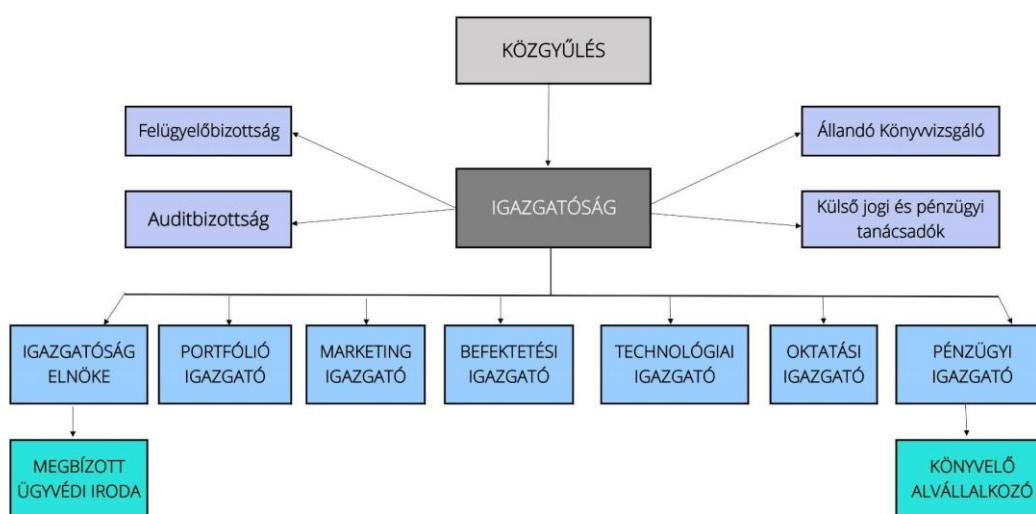 KÖZGYŰLÉS
Felügyelőbizottság
Állandó Könyvvizsgáló
IGAZGATÓSÁG
Auditbizottság
Külső jogi és pénzügyi
tanácsadók
IGAZGATÓSÁG
ELNÖKE
PORTFÓLIÓ
IGAZGATÓ
MARKETING
IGAZGATÓ
BEFEKTETÉSI
IGAZGATÓ
TECHNOLÓGIAI
IGAZGATÓ
OKTATÁSI
IGAZGATÓ
PÉNZÜGYI
IGAZGATÓ
MEGBÍZOTT
ÜGYVÉDI IRODA
KÖNYVELŐ
ALVÁLLALKOZÓ